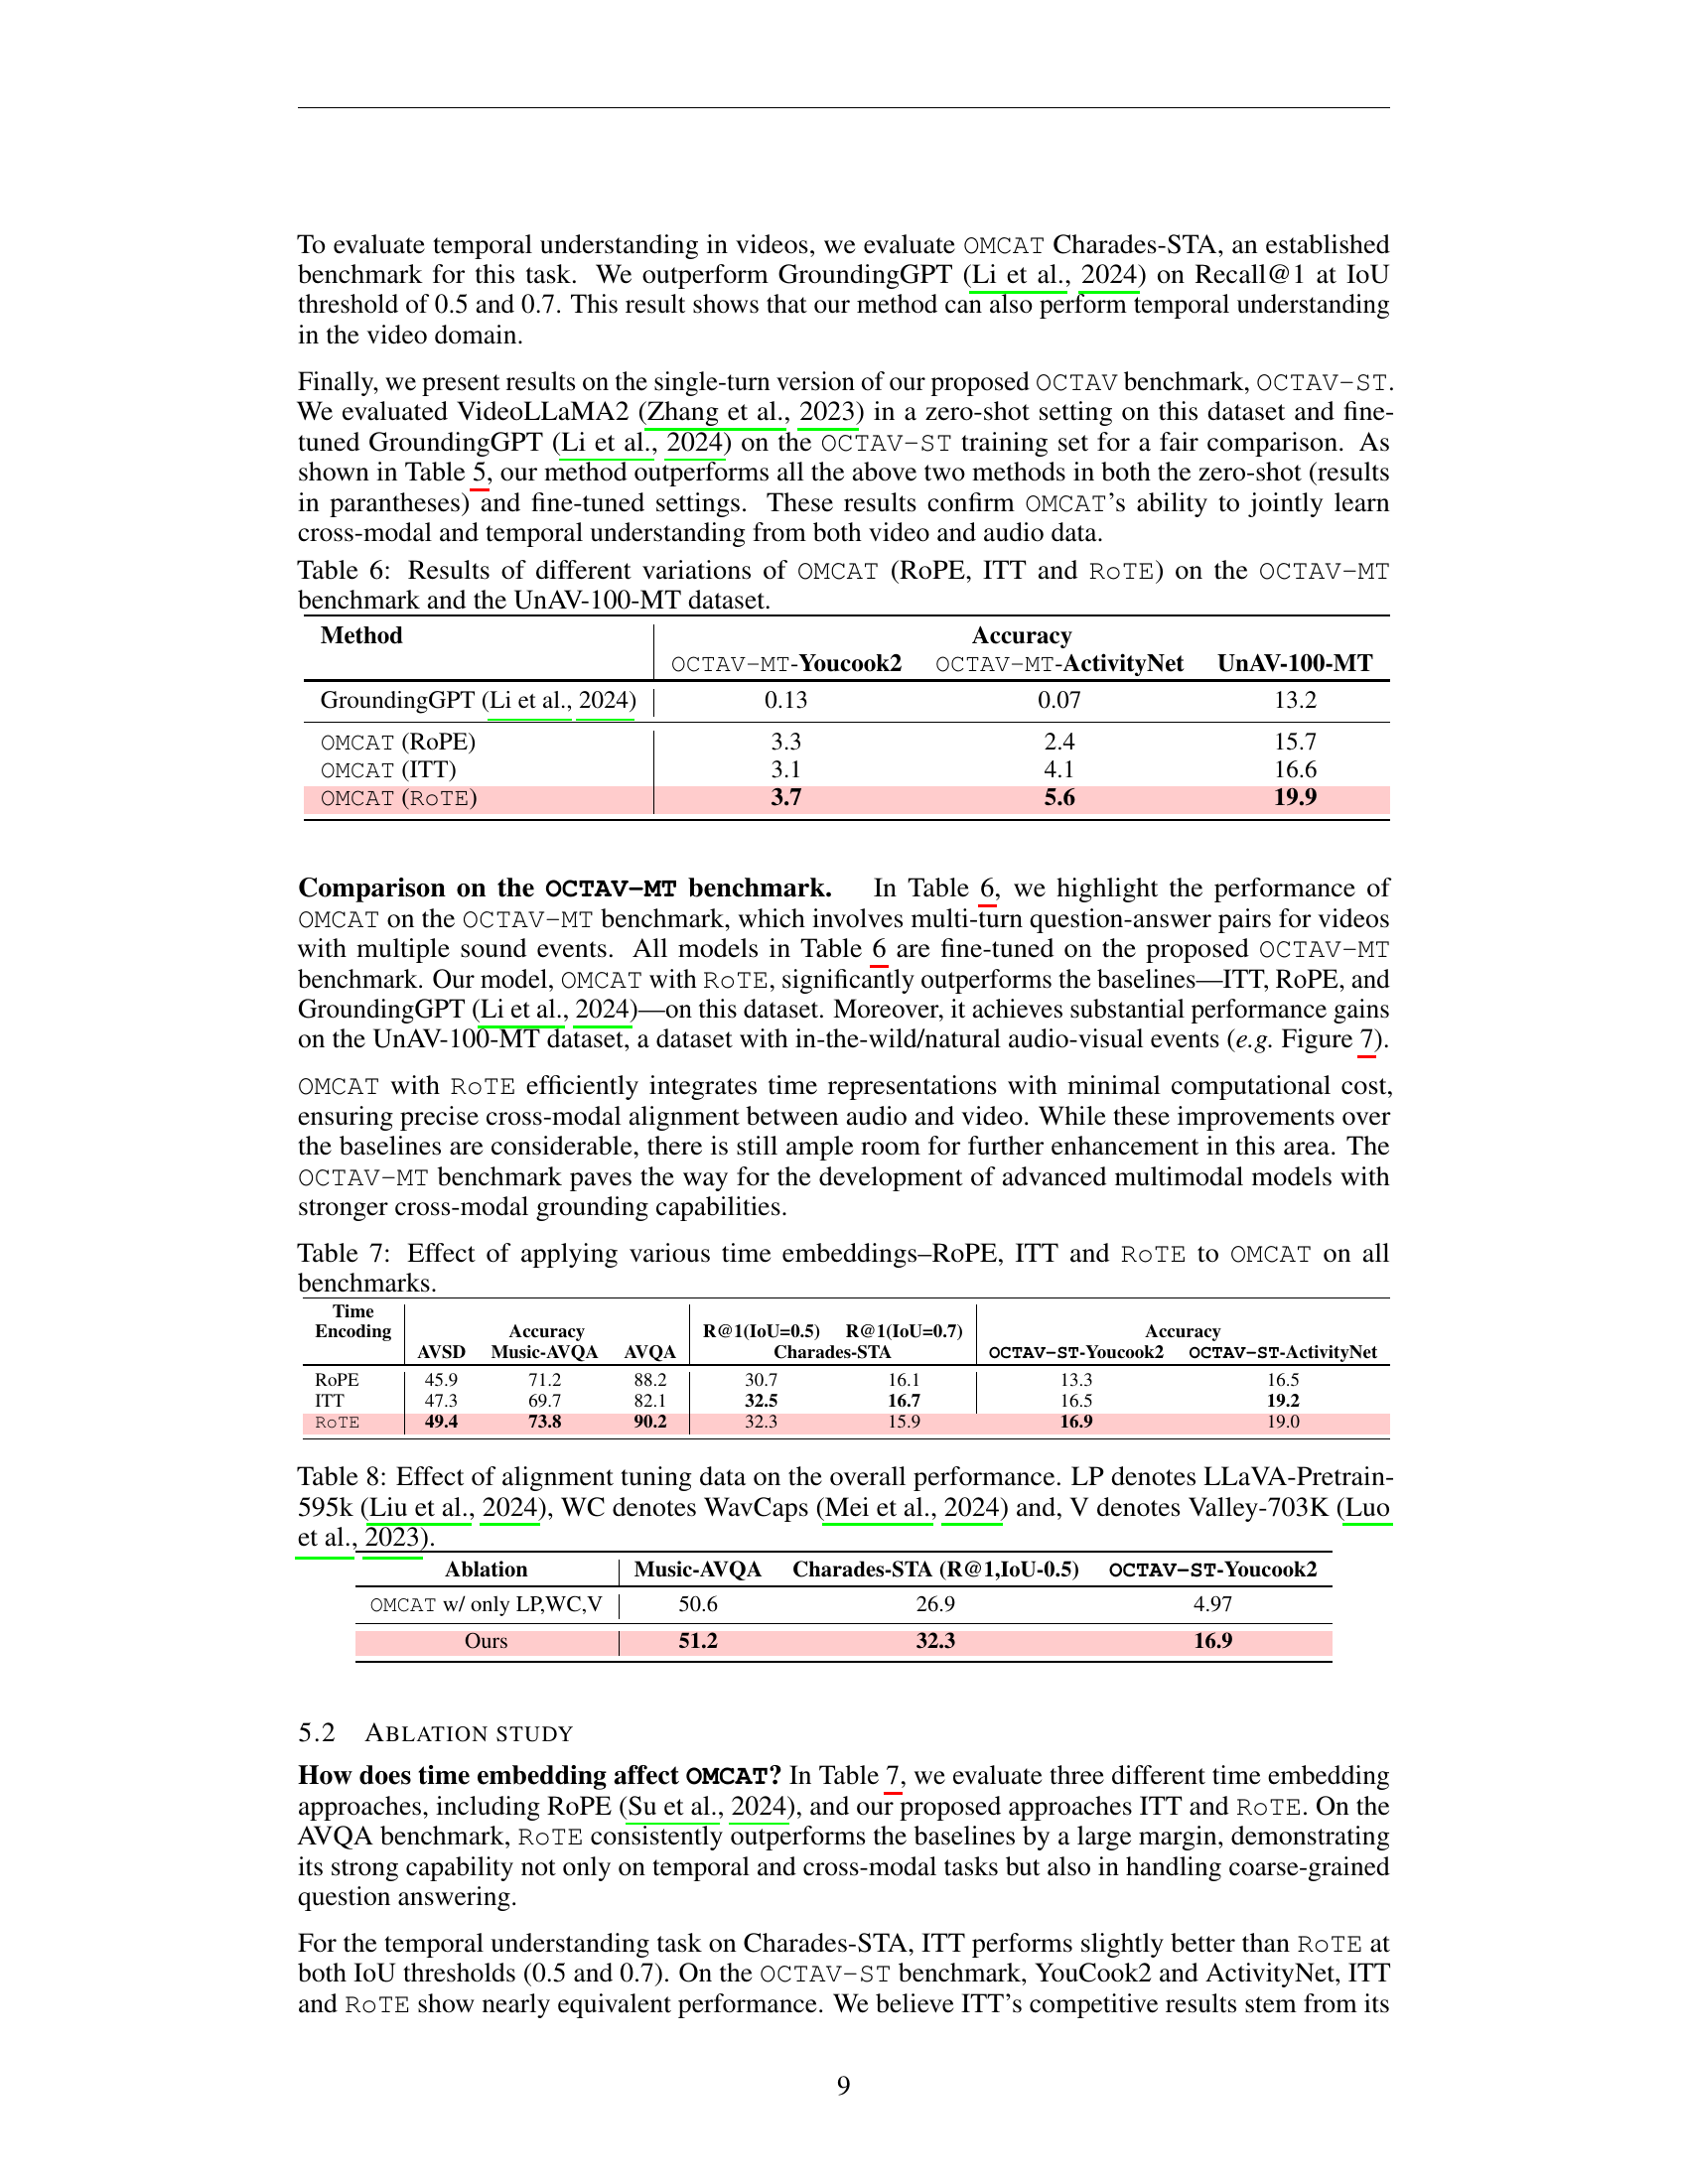 To evaluate temporal understanding in videos, we evaluate OMCAT Charades-STA, an established
benchmark for this task. We outperform GroundingGPT (Li et al., 2024) on Recall@1 at IoU
threshold of 0.5 and 0.7. This result shows that our method can also perform temporal understanding
in the video domain.
Finally, we present results on the single-turn version of our proposed OCTAV benchmark, OCTAV-ST.
We evaluated VideoLLaMA2 (Zhang et al., 2023) in a zero-shot setting on this dataset and fine-
tuned GroundingGPT (Li et al., 2024) on the OCTAV-ST training set for a fair comparison. As
shown in Table 5, our method outperforms all the above two methods in both the zero-shot (results
in parantheses) and fine-tuned settings. These results confirm OMCAT's ability to jointly learn
cross-modal and temporal understanding from both video and audio data.
Table 6: Results of different variations of OMCAT (RoPE, ITT and RoTE) on the OCTAV-MT
benchmark and the UnAV-100-MT dataset.
Method Accuracy
OCTAV-MT-Youcook2 OCTAV-MT-ActivityNet UnAV-100-MT
GroundingGPT (Li et al., 2024) 0.13 0.07 13.2
OMCAT (RoPE) 3.3 2.4 15.7
OMCAT (ITT) 3.1 4.1 16.6
OMCAT (RoTE) 3.7 5.6 19.9
Comparison on the OCTAV-MT benchmark. In Table 6, we highlight the performance of
OMCAT on the OCTAV-MT benchmark, which involves multi-turn question-answer pairs for videos
with multiple sound events. All models in Table 6 are fine-tuned on the proposed OCTAV-MT
benchmark. Our model, OMCAT with RoTE, significantly outperforms the baselines—ITT, RoPE, and
GroundingGPT (Li et al., 2024)—on this dataset. Moreover, it achieves substantial performance gains
on the UnAV-100-MT dataset, a dataset with in-the-wild/natural audio-visual events (e.g. Figure 7).
OMCAT with RoTE efficiently integrates time representations with minimal computational cost,
ensuring precise cross-modal alignment between audio and video. While these improvements over
the baselines are considerable, there is still ample room for further enhancement in this area. The
OCTAV-MT benchmark paves the way for the development of advanced multimodal models with
stronger cross-modal grounding capabilities.
Table 7: Effect of applying various time embeddings–RoPE, ITT and RoTE to OMCAT on all
benchmarks.
Time
Encoding Accuracy R@1(IoU=0.5) R@1(IoU=0.7) Accuracy
AVSD Music-AVQA AVQA Charades-STA OCTAV-ST-Youcook2 OCTAV-ST-ActivityNet
RoPE 45.9 71.2 88.2 30.7 16.1 13.3 16.5
ITT 47.3 69.7 82.1 32.5 16.7 16.5 19.2
RoTE 49.4 73.8 90.2 32.3 15.9 16.9 19.0
Table 8: Effect of alignment tuning data on the overall performance. LP denotes LLaVA-Pretrain-
595k (Liu et al., 2024), WC denotes WavCaps (Mei et al., 2024) and, V denotes Valley-703K (Luo
et al., 2023).
Ablation Music-AVQA Charades-STA (R@1,IoU-0.5) OCTAV-ST-Youcook2
OMCAT w/ only LP,WC,V 50.6 26.9 4.97
Ours 51.2 32.3 16.9
5.2 ABLATION STUDY
How does time embedding affect OMCAT? In Table 7, we evaluate three different time embedding
approaches, including RoPE (Su et al., 2024), and our proposed approaches ITT and RoTE. On the
AVQA benchmark, RoTE consistently outperforms the baselines by a large margin, demonstrating
its strong capability not only on temporal and cross-modal tasks but also in handling coarse-grained
question answering.
For the temporal understanding task on Charades-STA, ITT performs slightly better than RoTE at
both IoU thresholds (0.5 and 0.7). On the OCTAV-ST benchmark, YouCook2 and ActivityNet, ITT
and RoTE show nearly equivalent performance. We believe ITT's competitive results stem from its
9